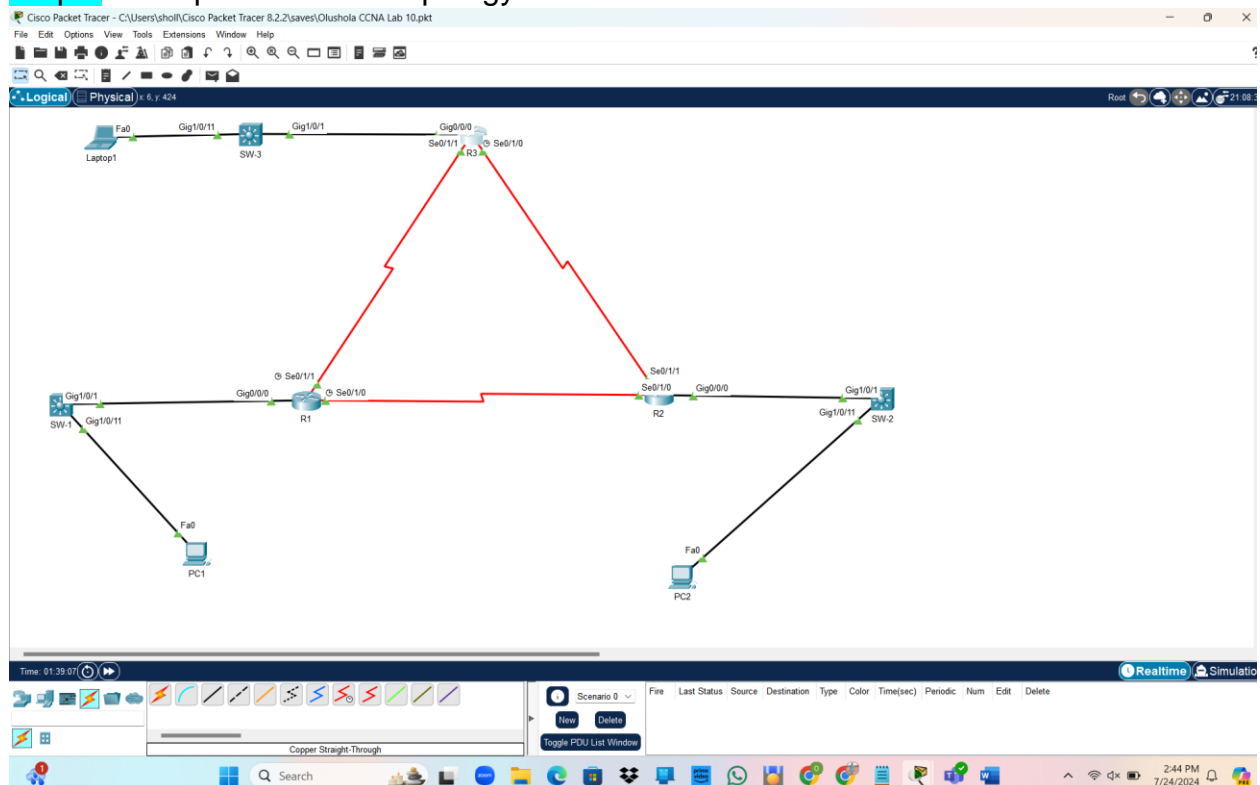 Cisco Packet Tracer - C:\Users\sholl\Cisco Packet Tracer 8.2.2\saves\Olushola CCNA Lab 10.pkt
File Edit Options View Tools Extensions Window Help
Logical Physical x: 6, y: 424
Root 21:08:3
Fa0 Gig1/0/11 Gig1/0/1 Gig0/0/0
Se0/1/1 Se0/1/0
Laptop1 SW-3 R3
Se0/1/1 Se0/1/1
Gig1/0/1 Gig0/0/0 Se0/1/0 Se0/1/0 Gig0/0/0 Gig1/0/1
SW-1 Gig1/0/11 R1 R2 Gig1/0/11 SW-2
Fa0
PC1
Fa0
PC2
Time: 01:39:07 Realtime Simulatio
Scenario 0 Fire Last Status Source Destination Type Color Time(sec) Periodic Num Edit Delete
New Delete
Toggle PDU List Window
Copper Straight-Through
Search
2:44 PM
7/24/2024